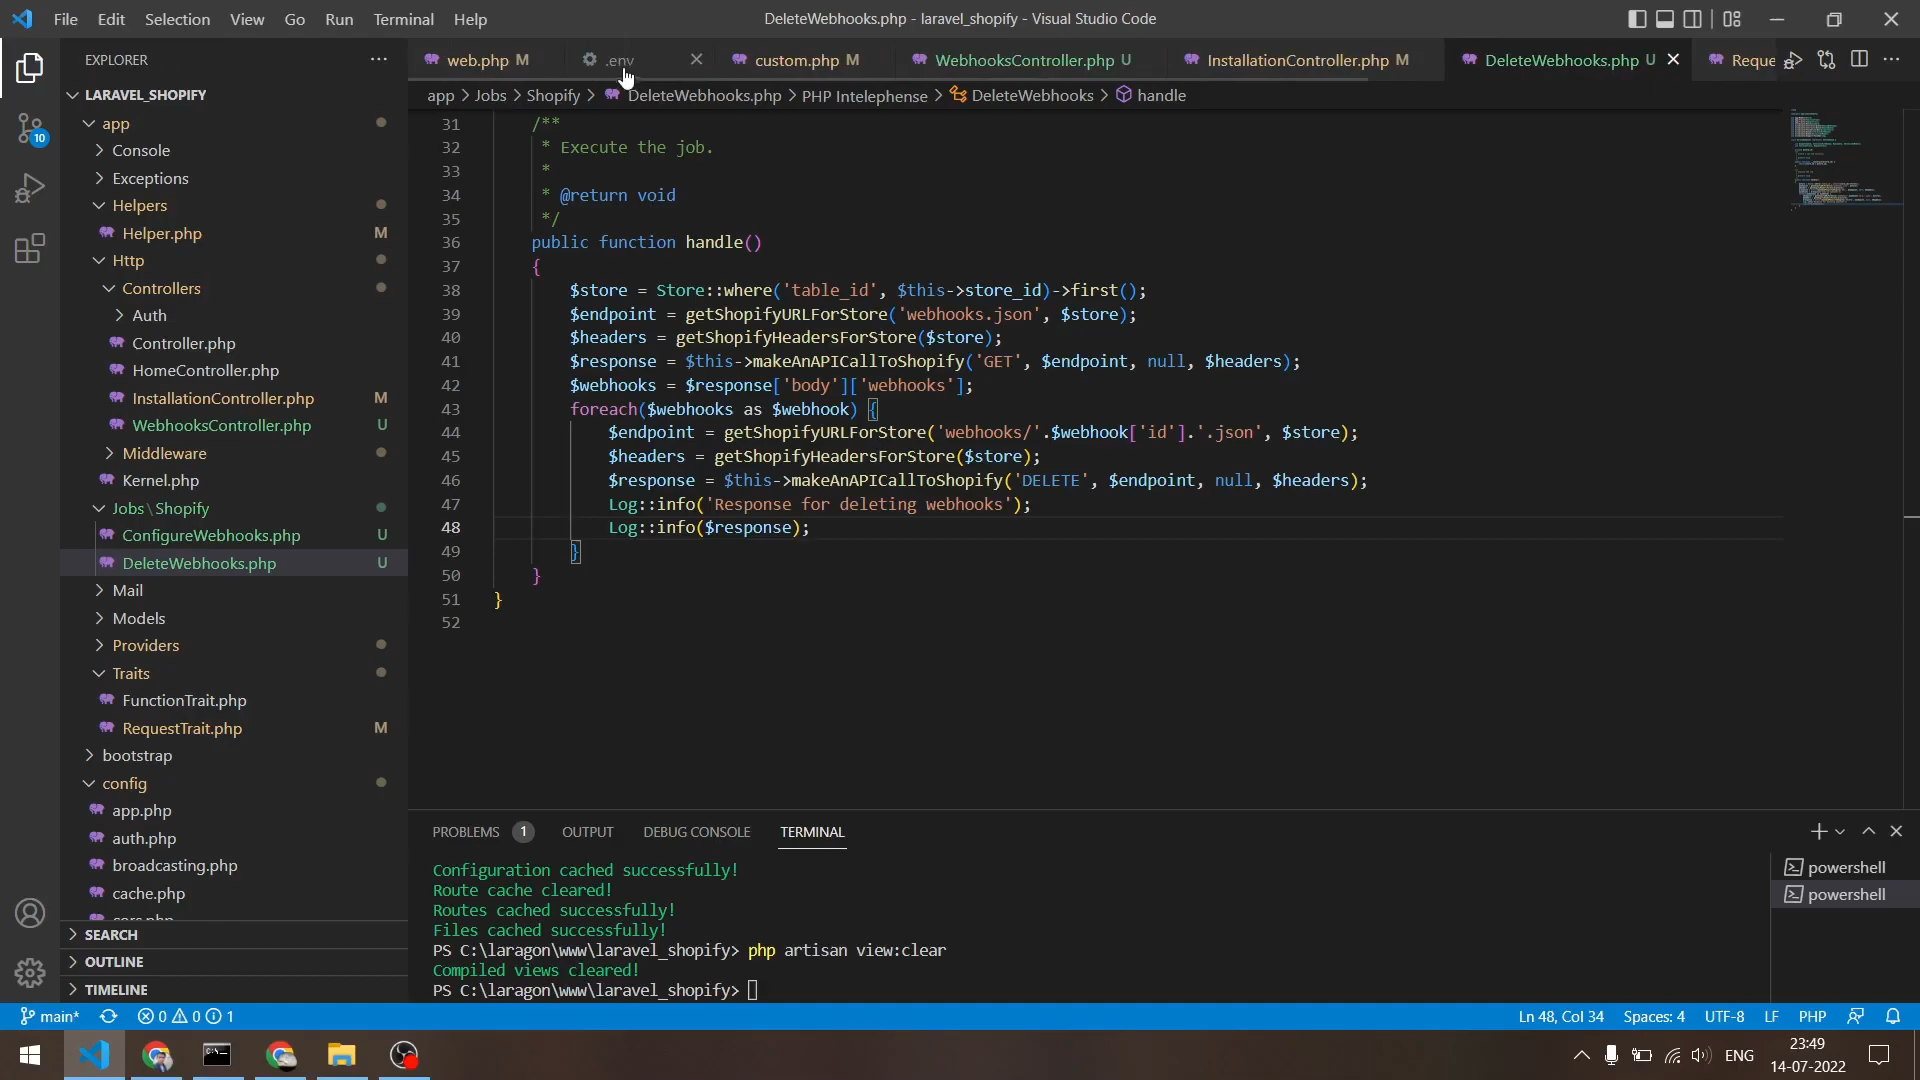 File Edit Selection View Go Run Terminal Help
DeleteWebhooks.php - laravel_shopify - Visual Studio Code
EXPLORER
web.php M
.env
custom.php M
WebhooksController.php U
InstallationController.php M
DeleteWebhooks.php U
Reque
LARAVEL_SHOPIFY
app > Jobs > Shopify > DeleteWebhooks.php > PHP Intelephense > DeleteWebhooks > handle
10
app
Console
Exceptions
Helpers
Helper.php M
Http
Controllers
Auth
Controller.php
HomeController.php
InstallationController.php M
WebhooksController.php U
Middleware
Kernel.php
Jobs\Shopify
ConfigureWebhooks.php U
DeleteWebhooks.php U
Mail
Models
Providers
Traits
FunctionTrait.php
RequestTrait.php M
bootstrap
config
app.php
auth.php
broadcasting.php
cache.php
SEARCH
OUTLINE
TIMELINE
31 /**
32 * Execute the job.
33 *
34 * @return void
35 */
36 public function handle()
37 {
38 $store = Store::where('table_id', $this->store_id)->first();
39 $endpoint = getShopifyURLForStore('webhooks.json', $store);
40 $headers = getShopifyHeadersForStore($store);
41 $response = $this->makeAnAPICallToShopify('GET', $endpoint, null, $headers);
42 $webhooks = $response['body']['webhooks'];
43 foreach($webhooks as $webhook) {
44 $endpoint = getShopifyURLForStore('webhooks/'.$webhook['id'].'.json', $store);
45 $headers = getShopifyHeadersForStore($store);
46 $response = $this->makeAnAPICallToShopify('DELETE', $endpoint, null, $headers);
47 Log::info('Response for deleting webhooks');
48 Log::info($response);
49 }
50 }
51 }
52
PROBLEMS 1 OUTPUT DEBUG CONSOLE TERMINAL
Configuration cached successfully!
Route cache cleared!
Routes cached successfully!
Files cached successfully!
PS C:\laragon\www\laravel_shopify> php artisan view:clear
Compiled views cleared!
PS C:\laragon\www\laravel_shopify>
powershell
powershell
main* 0 0 1
Ln 48, Col 34 Spaces: 4 UTF-8 LF PHP
ENG
23:49
14-07-2022